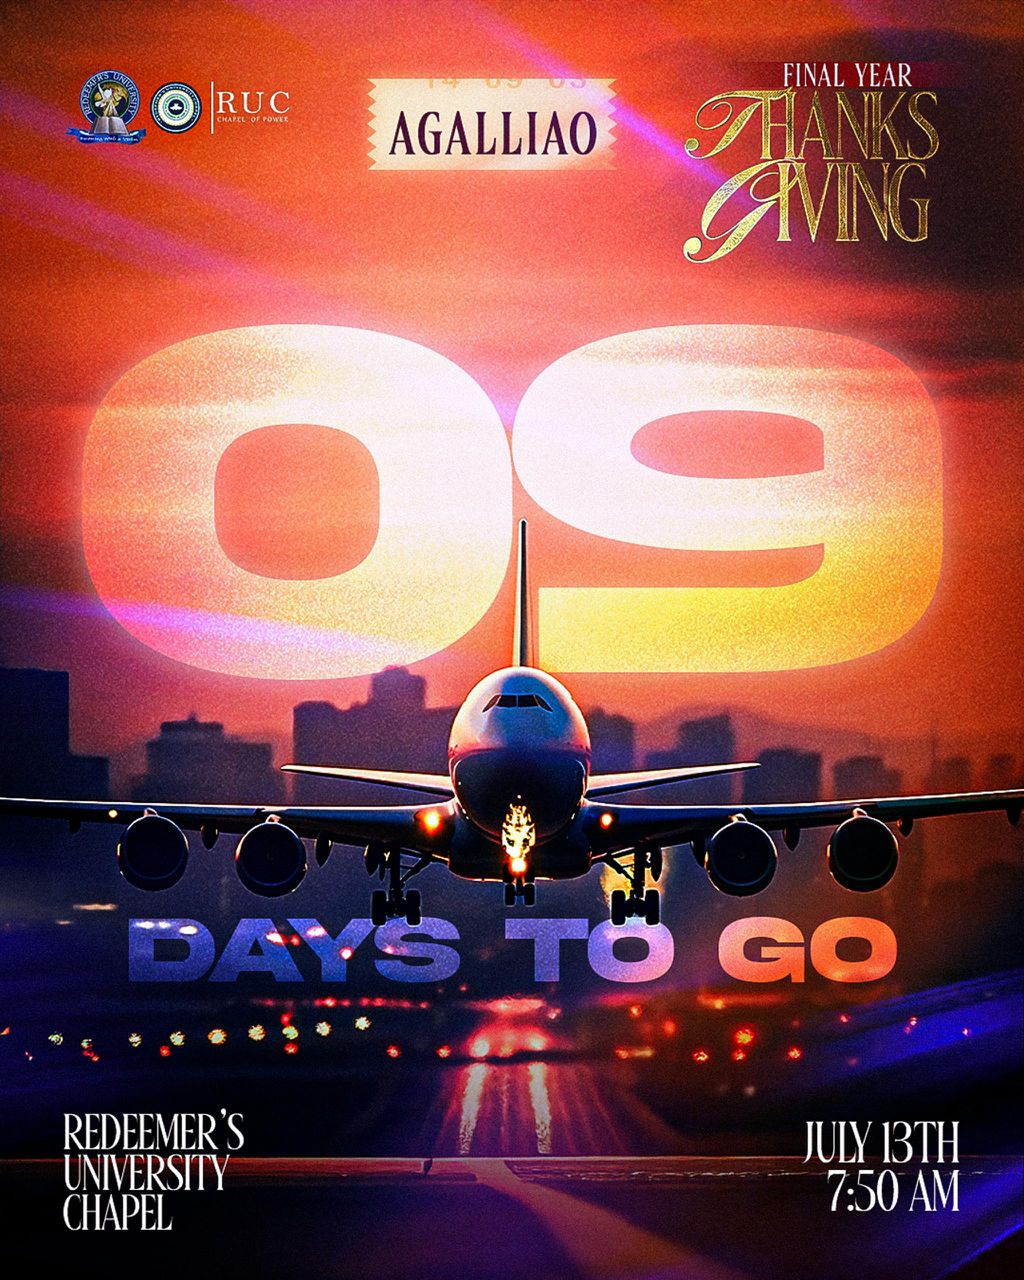 REDEEMER'S UNIVERSITY
RUC
CHAPEL OF POWER
14 09 03
AGALLIAO
FINAL YEAR
THANKS
GIVING
09
DAYS TO GO
REDEEMER'S
UNIVERSITY
CHAPEL
JULY 13TH
7:50 AM